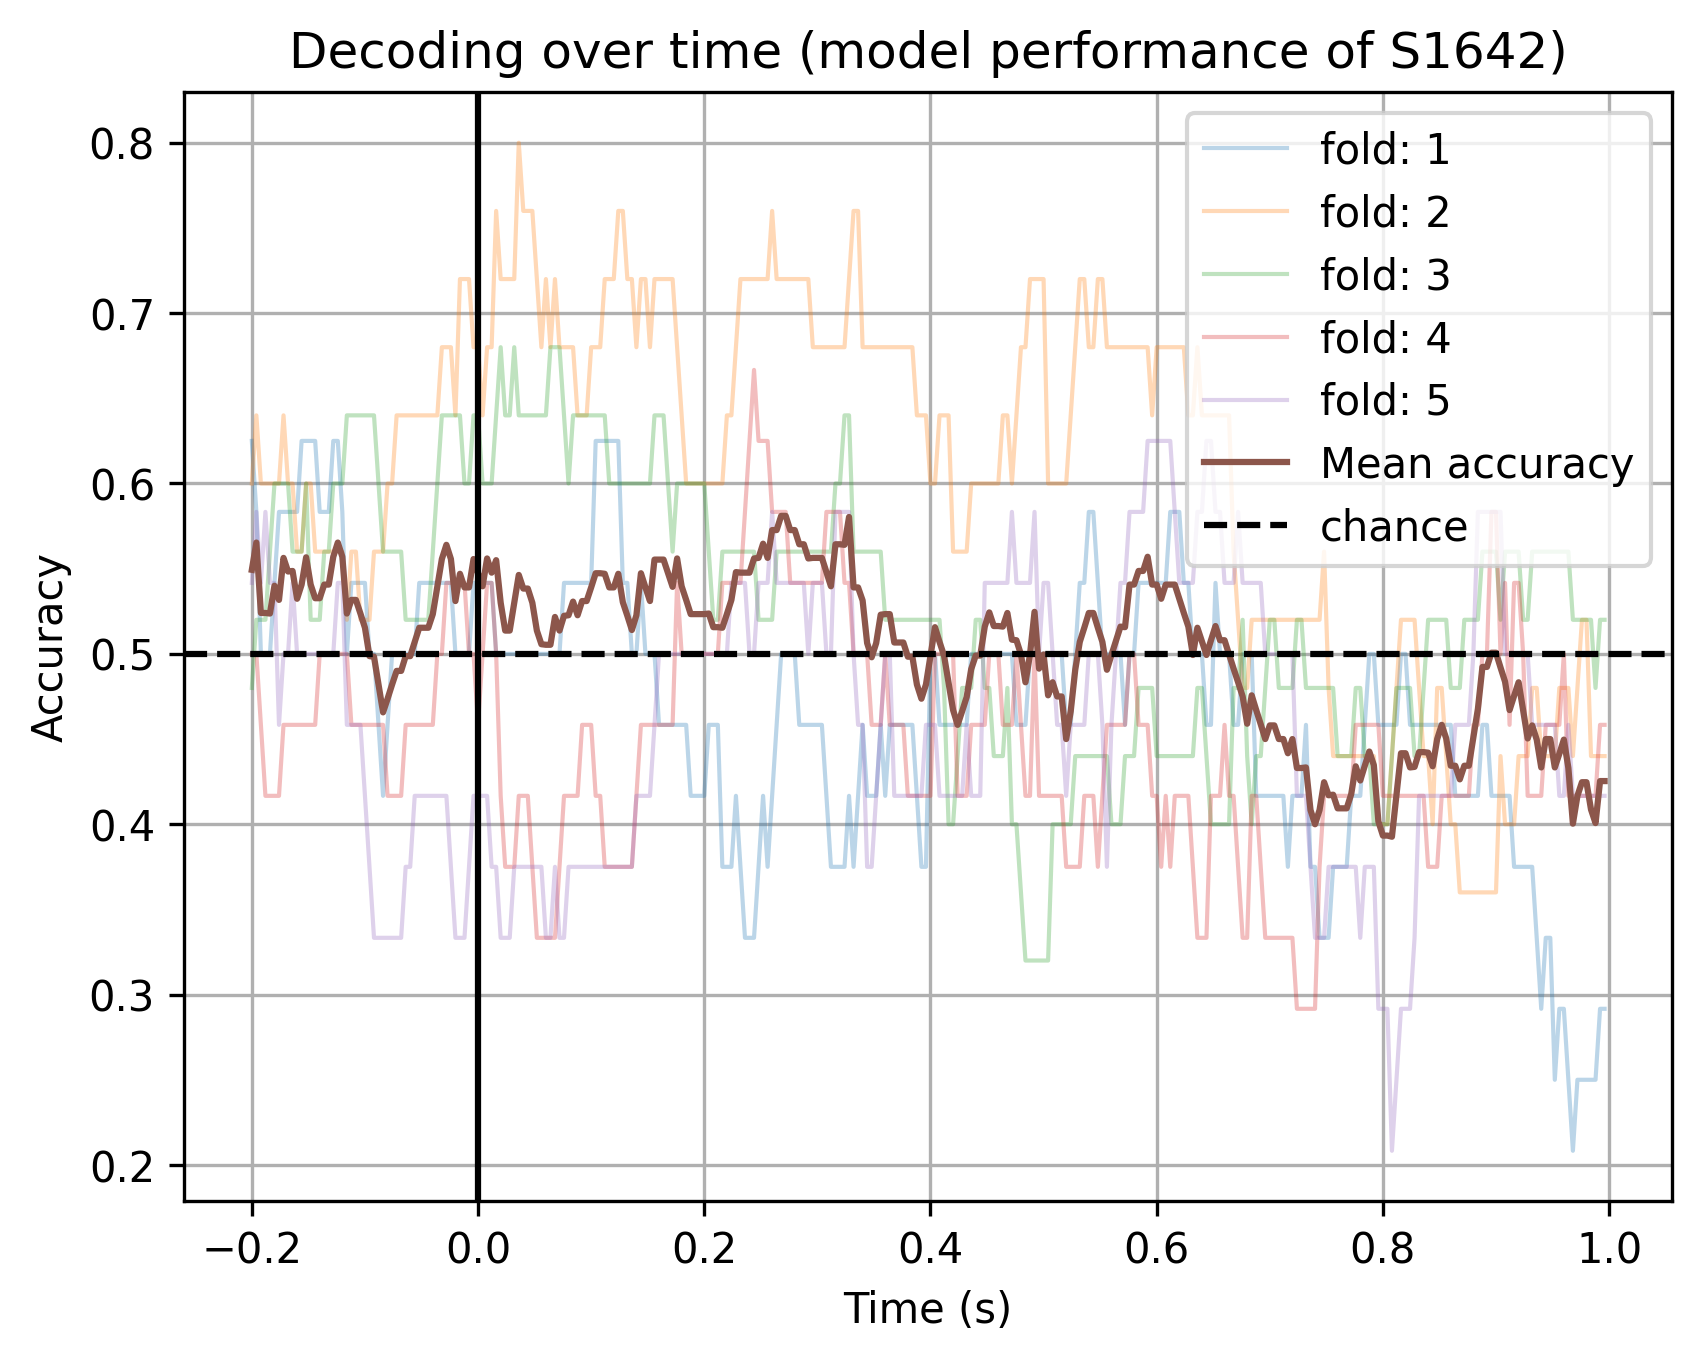 Decoding over time (model performance of S1642)
Accuracy
0.8
0.7
0.6
0.5
0.4
0.3
0.2
fold: 1
fold: 2
fold: 3
fold: 4
fold: 5
Mean accuracy
chance
−0.2 0.0 0.2 0.4 0.6 0.8 1.0
Time (s)